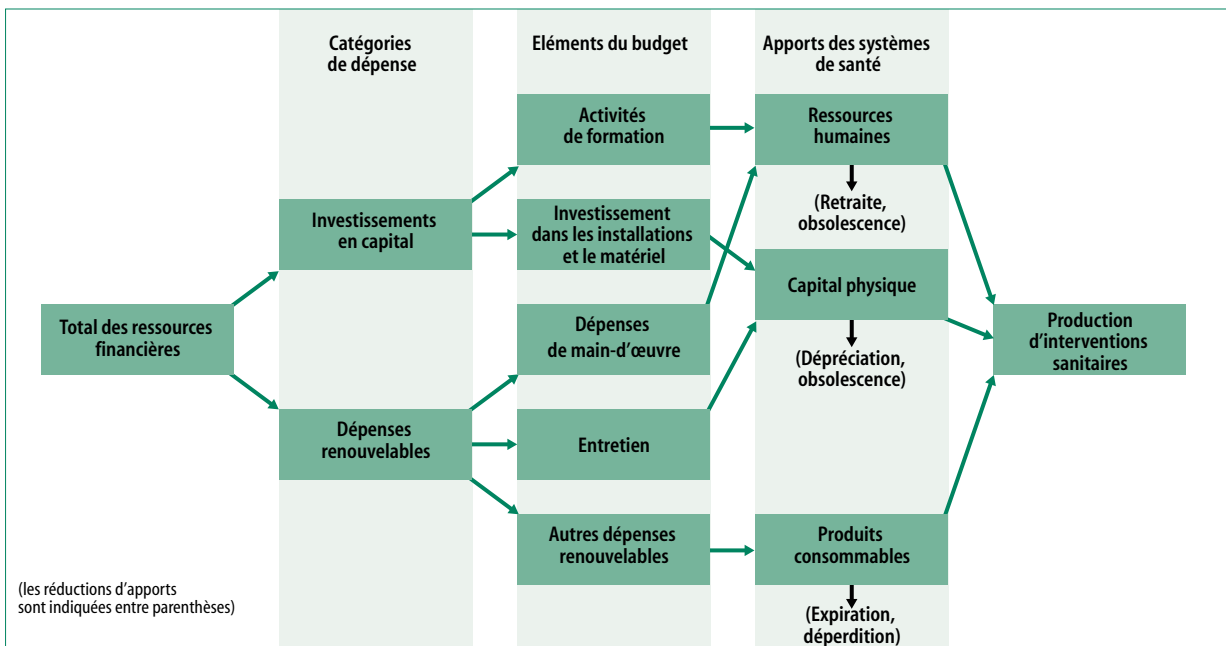 Catégories
de dépense
Eléments du budget
Apports des systèmes
de santé
Activités
de formation
Ressources
humaines
(Retraite,
obsolescence)
Investissements
en capital
Investissement
dans les installations
et le matériel
Capital physique
(Dépréciation,
obsolescence)
Total des ressources
financières
Dépenses
de main-d'œuvre
Production
d'interventions
sanitaires
Dépenses
renouvelables
Entretien
Autres dépenses
renouvelables
Produits
consommables
(Expiration,
déperdition)
(les réductions d'apports
sont indiquées entre parenthèses)